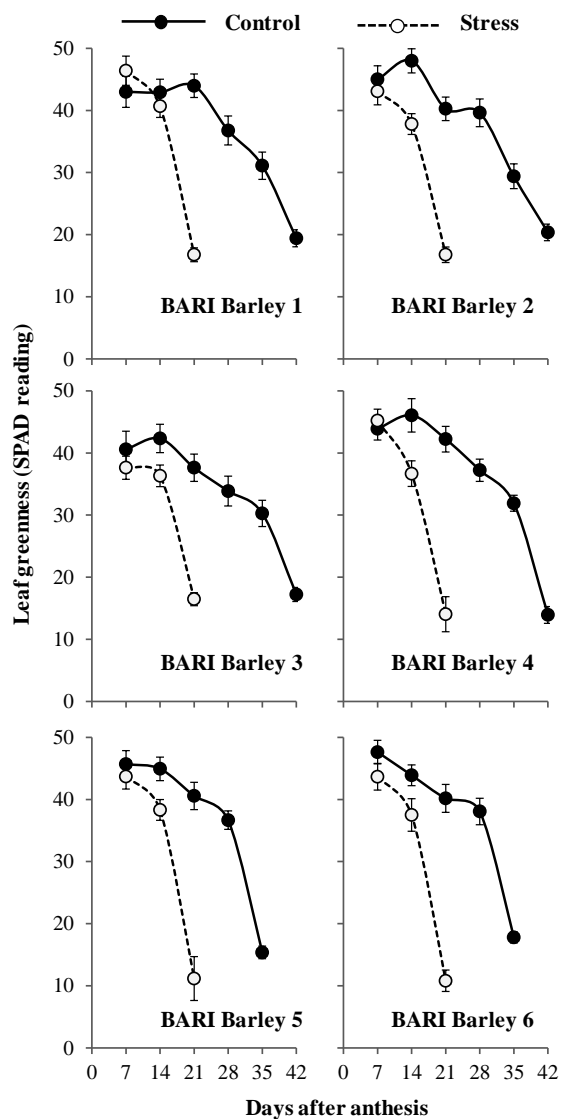 Control Stress
Leaf greenness (SPAD reading)
50
40
30
20
10
0
BARI Barley 1
BARI Barley 2
50
40
30
20
10
0
BARI Barley 3
BARI Barley 4
50
40
30
20
10
0
BARI Barley 5
BARI Barley 6
0 7 14 21 28 35 42
0 7 14 21 28 35 42
Days after anthesis